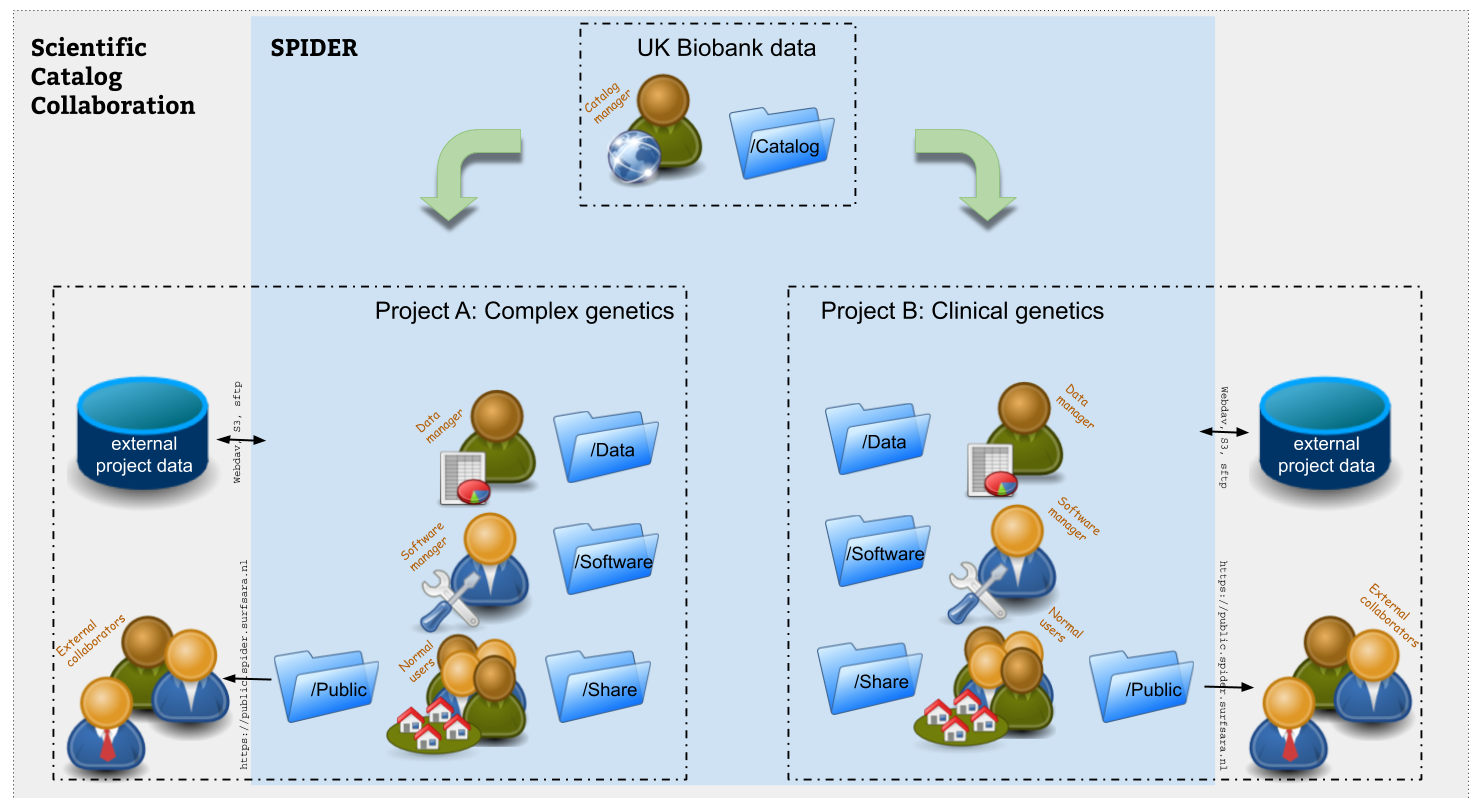 Scientific
Catalog
Collaboration
SPIDER
UK Biobank data
Catalog
manager
/Catalog
Project A: Complex genetics
external
project data
Webdav, S3, sftp
Data
manager
/Data
Software
manager
/Software
External
collaborators
https://public.spider.surfsara.nl
/Public
Normal
users
/Share
Project B: Clinical genetics
/Data
Data
manager
Webdav, S3, sftp
external
project data
/Software
Software
manager
/Share
Normal
users
/Public
https://public.spider.surfsara.nl
External
collaborators